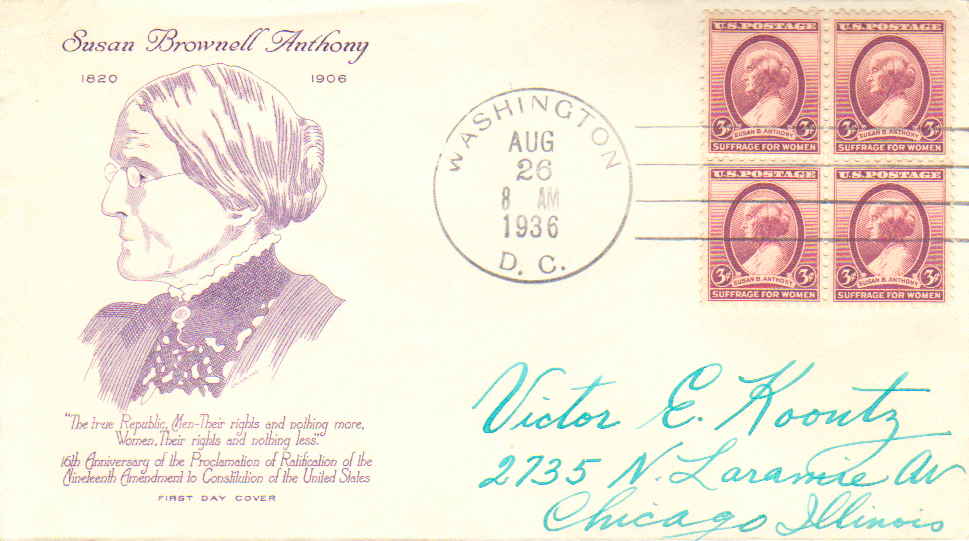 Susan Brownell Anthony
1820 1906
"The true Republic, Men-Their rights and nothing more,
Women, Their rights and nothing less".
16th Anniversary of the Proclamation of Ratification of the
Nineteenth Amendment to Constitution of the United States
FIRST DAY COVER
WASHINGTON
AUG
26
8 AM
1936
D. C.
U.S. POSTAGE
3¢ 3¢
SUSAN B. ANTHONY
SUFFRAGE FOR WOMEN
U.S. POSTAGE
3¢ 3¢
SUSAN B. ANTHONY
SUFFRAGE FOR WOMEN
U.S. POSTAGE
3¢ 3¢
SUSAN B. ANTHONY
SUFFRAGE FOR WOMEN
U.S. POSTAGE
3¢ 3¢
SUSAN B. ANTHONY
SUFFRAGE FOR WOMEN
Victor E. Koontz
2735 N. Laramie Av
Chicago Illinois